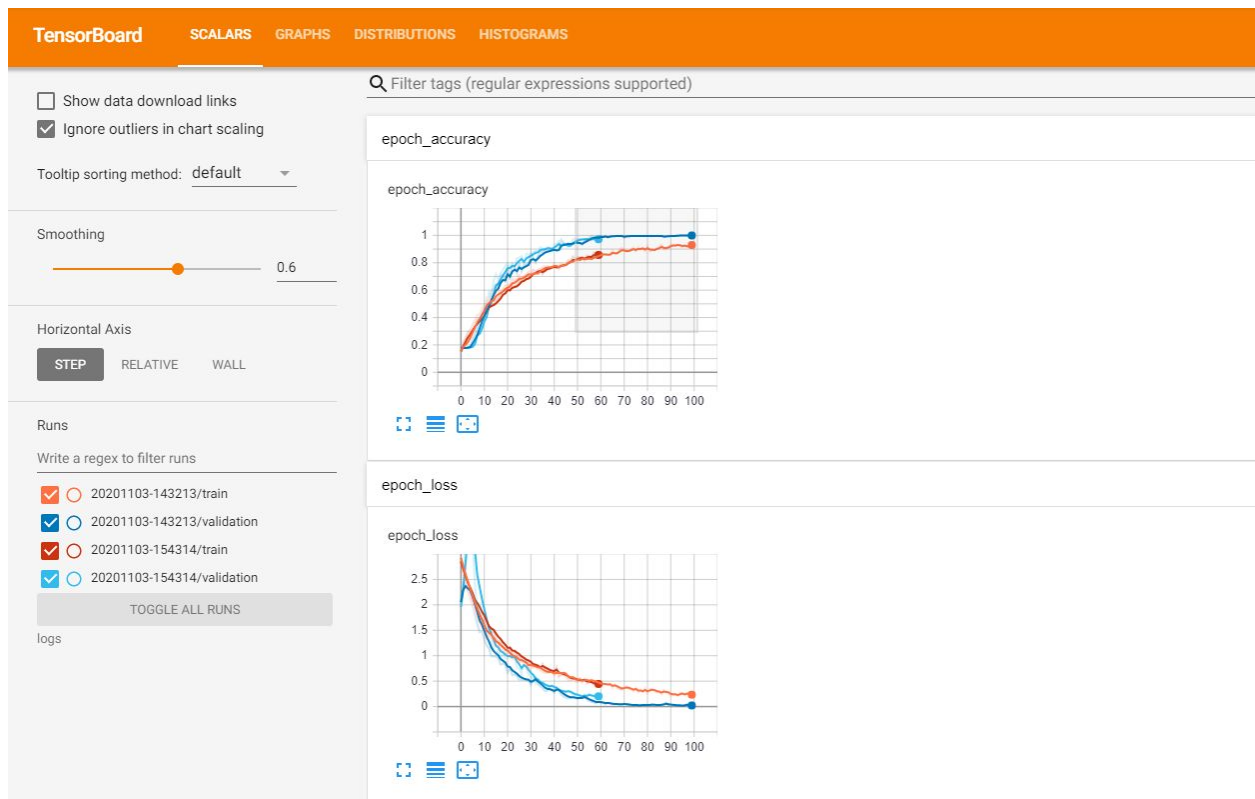 TensorBoard SCALARS GRAPHS DISTRIBUTIONS HISTOGRAMS
Show data download links
Ignore outliers in chart scaling
Tooltip sorting method: default
Smoothing
0.6
Horizontal Axis
STEP RELATIVE WALL
Runs
Write a regex to filter runs
20201103-143213/train
20201103-143213/validation
20201103-154314/train
20201103-154314/validation
TOGGLE ALL RUNS
logs
Filter tags (regular expressions supported)
epoch_accuracy
epoch_accuracy
1
0.8
0.6
0.4
0.2
0
0 10 20 30 40 50 60 70 80 90 100
epoch_loss
epoch_loss
2.5
2
1.5
1
0.5
0
0 10 20 30 40 50 60 70 80 90 100